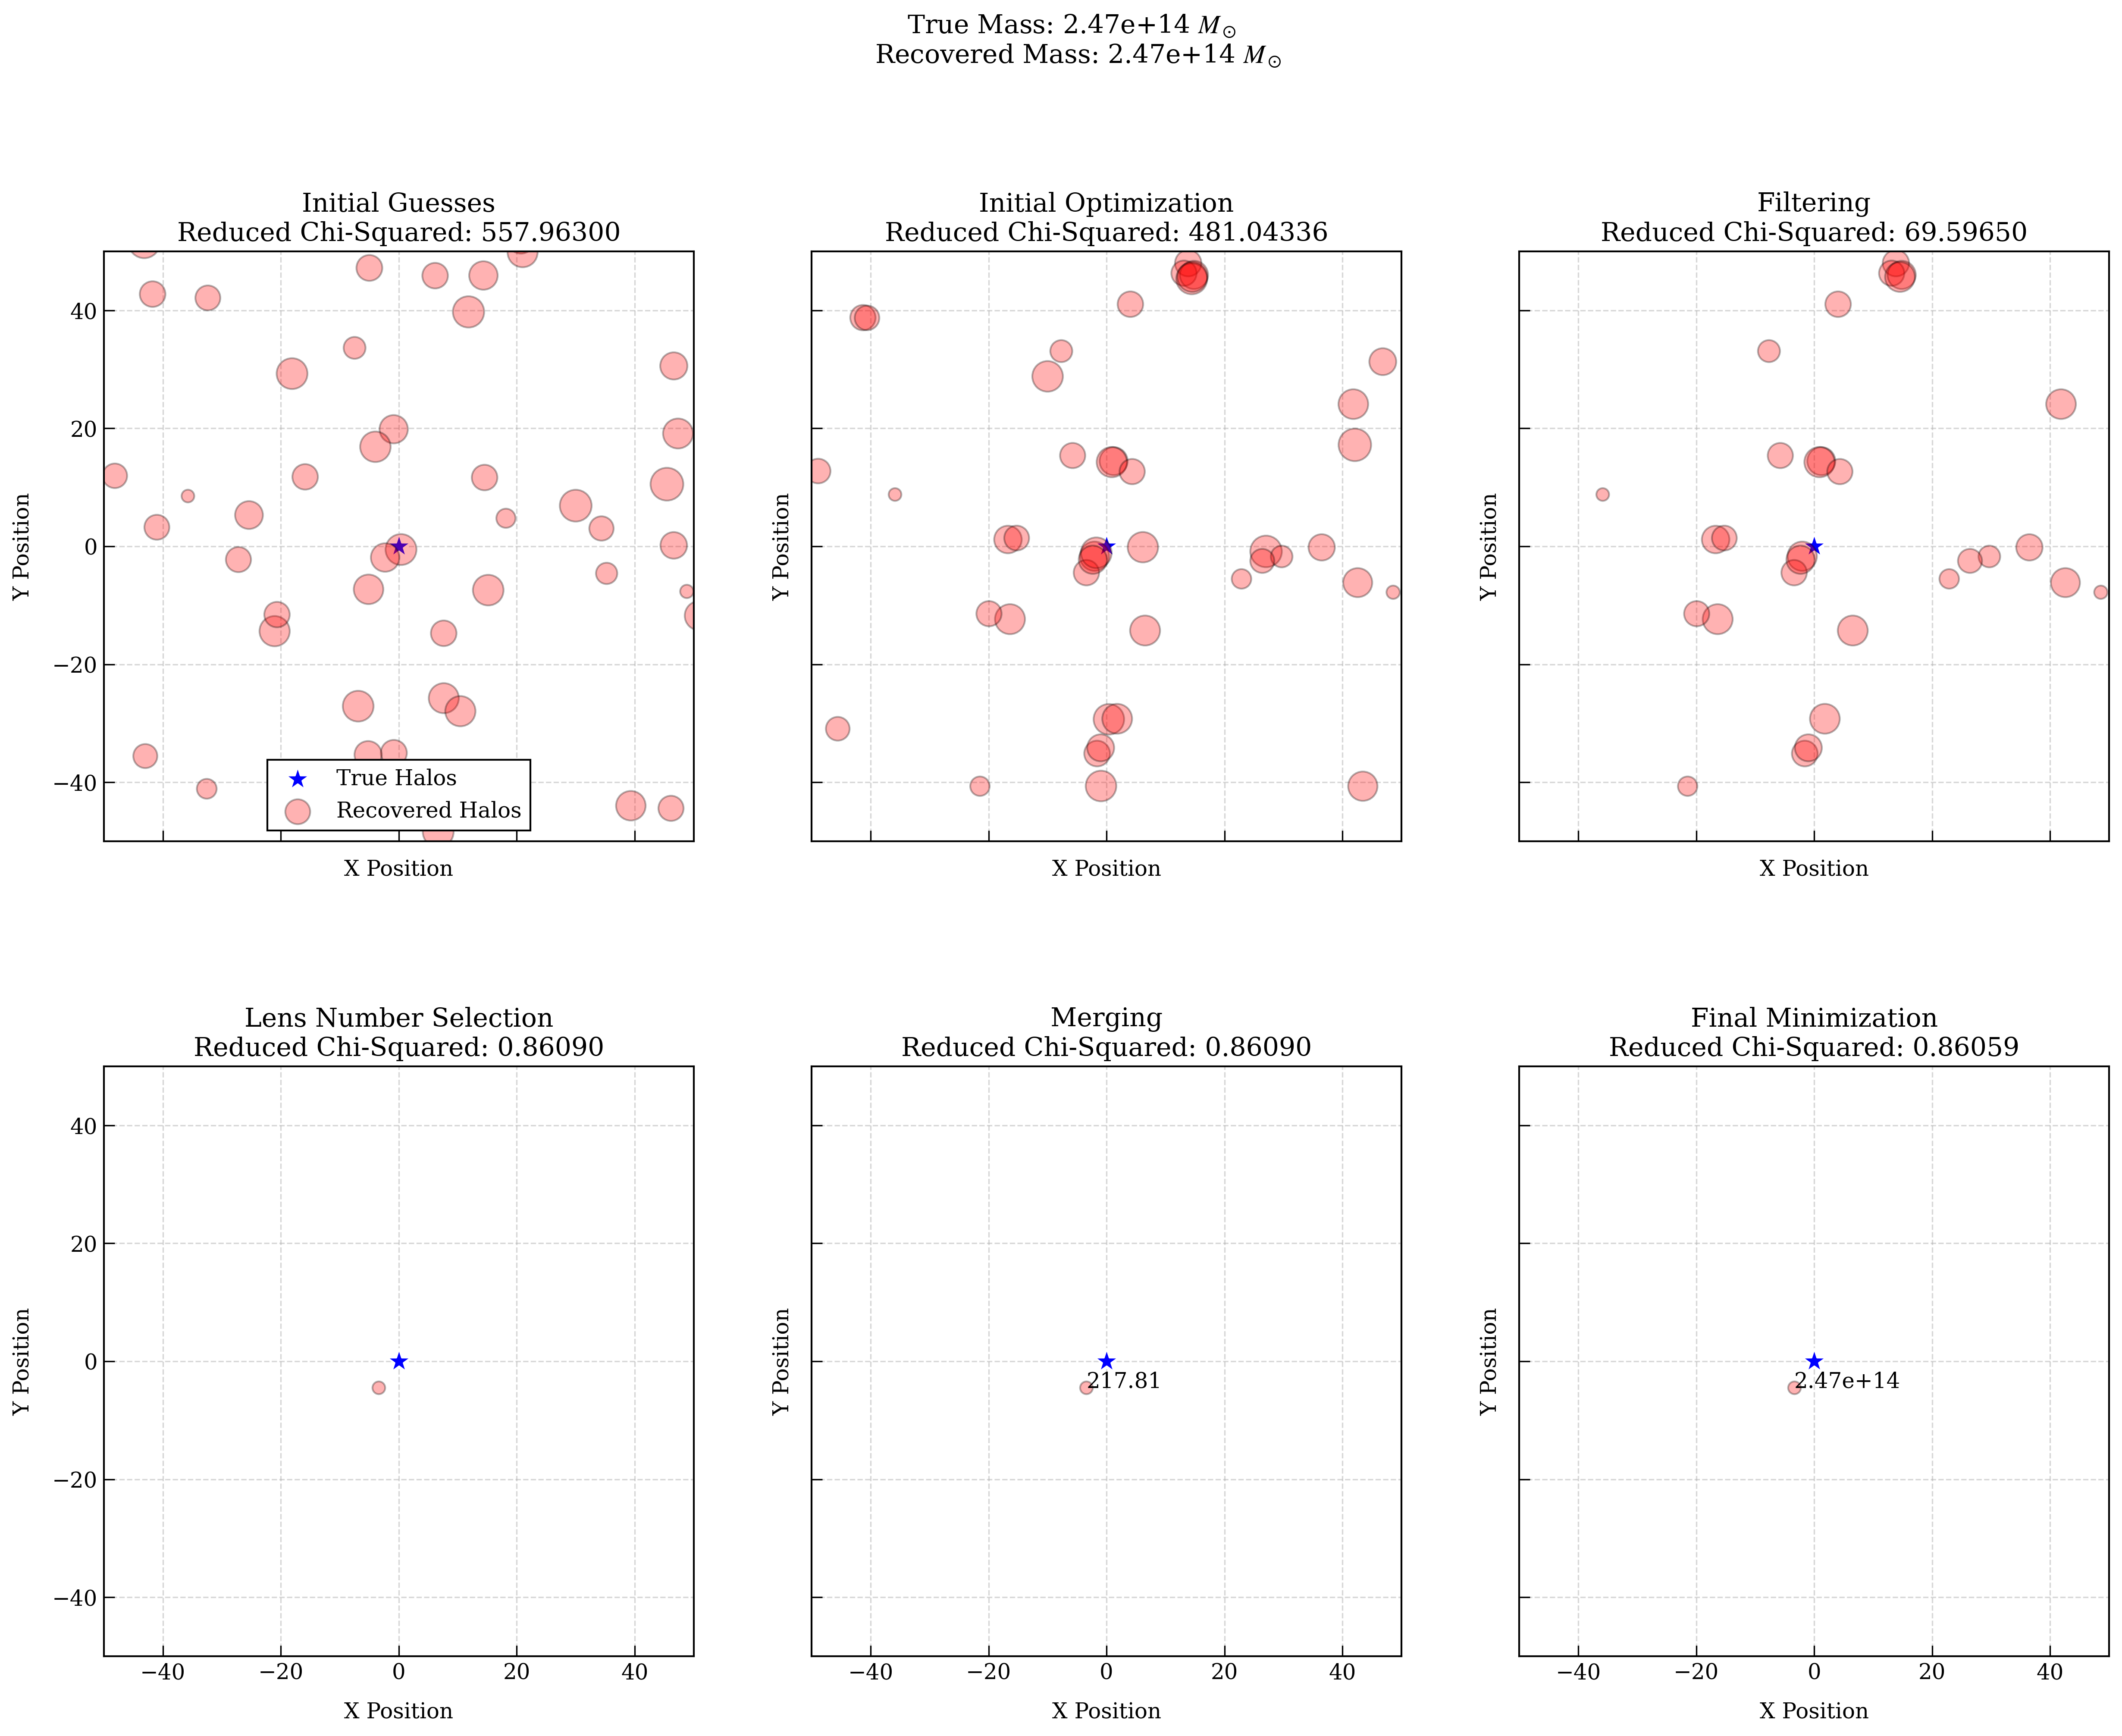 True Mass: 2.47e+14 M⊙
Recovered Mass: 2.47e+14 M⊙
Initial Guesses
Reduced Chi-Squared: 557.96300
Initial Optimization
Reduced Chi-Squared: 481.04336
Filtering
Reduced Chi-Squared: 69.59650
Y Position
40
20
0
−20
−40
True Halos
Recovered Halos
X Position
Y Position
X Position
Y Position
X Position
Lens Number Selection
Reduced Chi-Squared: 0.86090
Merging
Reduced Chi-Squared: 0.86090
Final Minimization
Reduced Chi-Squared: 0.86059
Y Position
40
20
0
−20
−40
−40 −20 0 20 40
X Position
Y Position
217.81
−40 −20 0 20 40
X Position
Y Position
2.47e+14
−40 −20 0 20 40
X Position